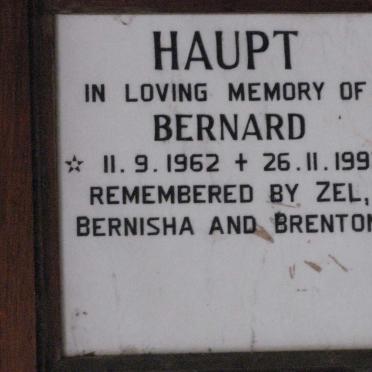 HAUPT
IN LOVING MEMORY OF
BERNARD
☆ 11.9.1962 + 26.11.199
REMEMBERED BY ZEL,
BERNISHA AND BRENTON